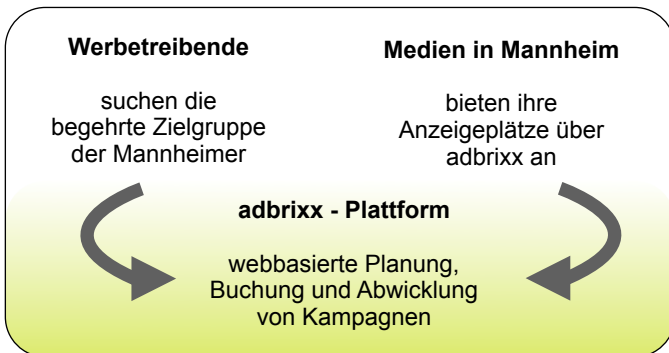 Werbetreibende
suchen die
begehrte Zielgruppe
der Mannheimer
Medien in Mannheim
bieten ihre
Anzeigeplätze über
adbrixx an
adbrixx - Plattform
webbasierte Planung,
Buchung und Abwicklung
von Kampagnen